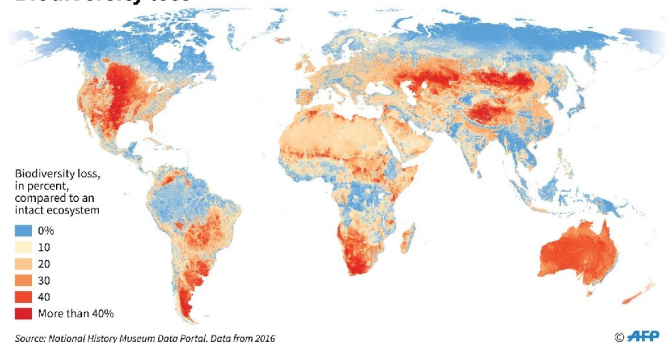 Biodiversity loss
Biodiversity loss,
in percent,
compared to an
intact ecosystem
0%
10
20
30
40
More than 40%
Source: National History Museum Data Portal. Data from 2016
© AFP